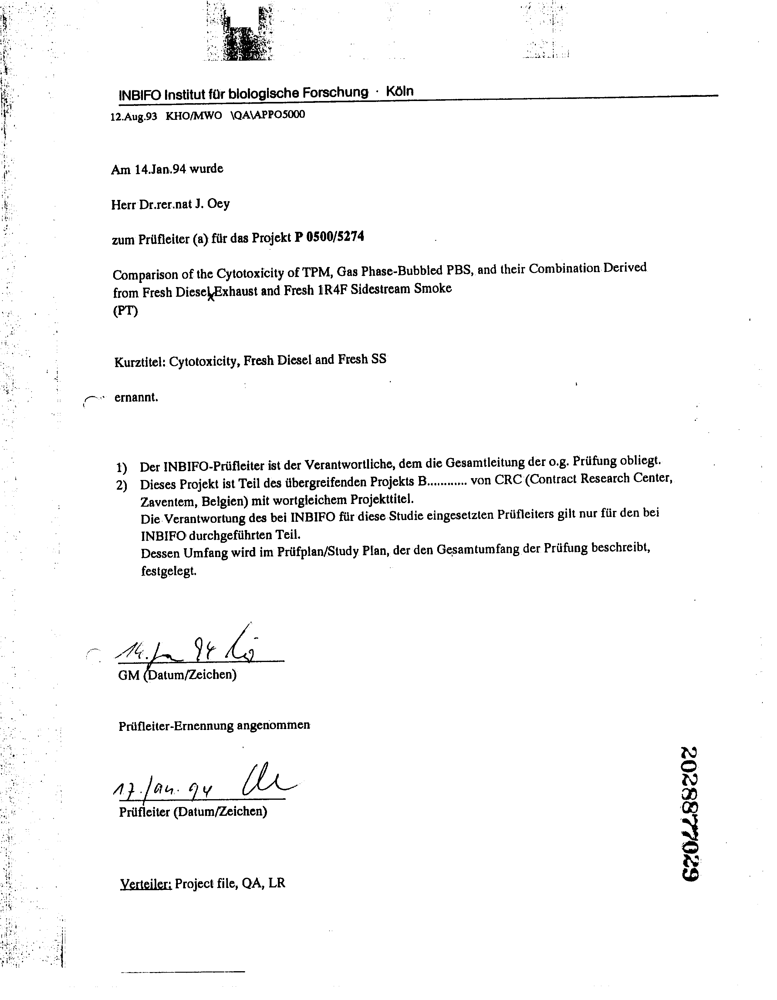 INBIFO Institut für biologische Forschung · Köln
12.Aug.93 KHO/MWO \QA\APPO5000
Am 14.Jan.94 wurde
Herr Dr.rer.nat J. Oey
zum Prüfleiter (a) für das Projekt P 0500/5274
Comparison of the Cytotoxicity of TPM, Gas Phase-Bubbled PBS, and their Combination Derived
from Fresh Diesel Exhaust and Fresh 1R4F Sidestream Smoke
(PT)
Kurztitel: Cytotoxicity, Fresh Diesel and Fresh SS
ernannt.
1) Der INBIFO-Prüfleiter ist der Verantwortliche, dem die Gesamtleitung der o.g. Prüfung obliegt.
2) Dieses Projekt ist Teil des übergreifenden Projekts B............ von CRC (Contract Research Center,
Zaventem, Belgien) mit wortgleichem Projekttitel.
Die Verantwortung des bei INBIFO für diese Studie eingesetzten Prüfleiters gilt nur für den bei
INBIFO durchgeführten Teil.
Dessen Umfang wird im Prüfplan/Study Plan, der den Gesamtumfang der Prüfung beschreibt,
festgelegt.
14. Ja 94
GM (Datum/Zeichen)
Prüfleiter-Ernennung angenommen
17. Jan. 94
Prüfleiter (Datum/Zeichen)
Verteiler: Project file, QA, LR
2028877029